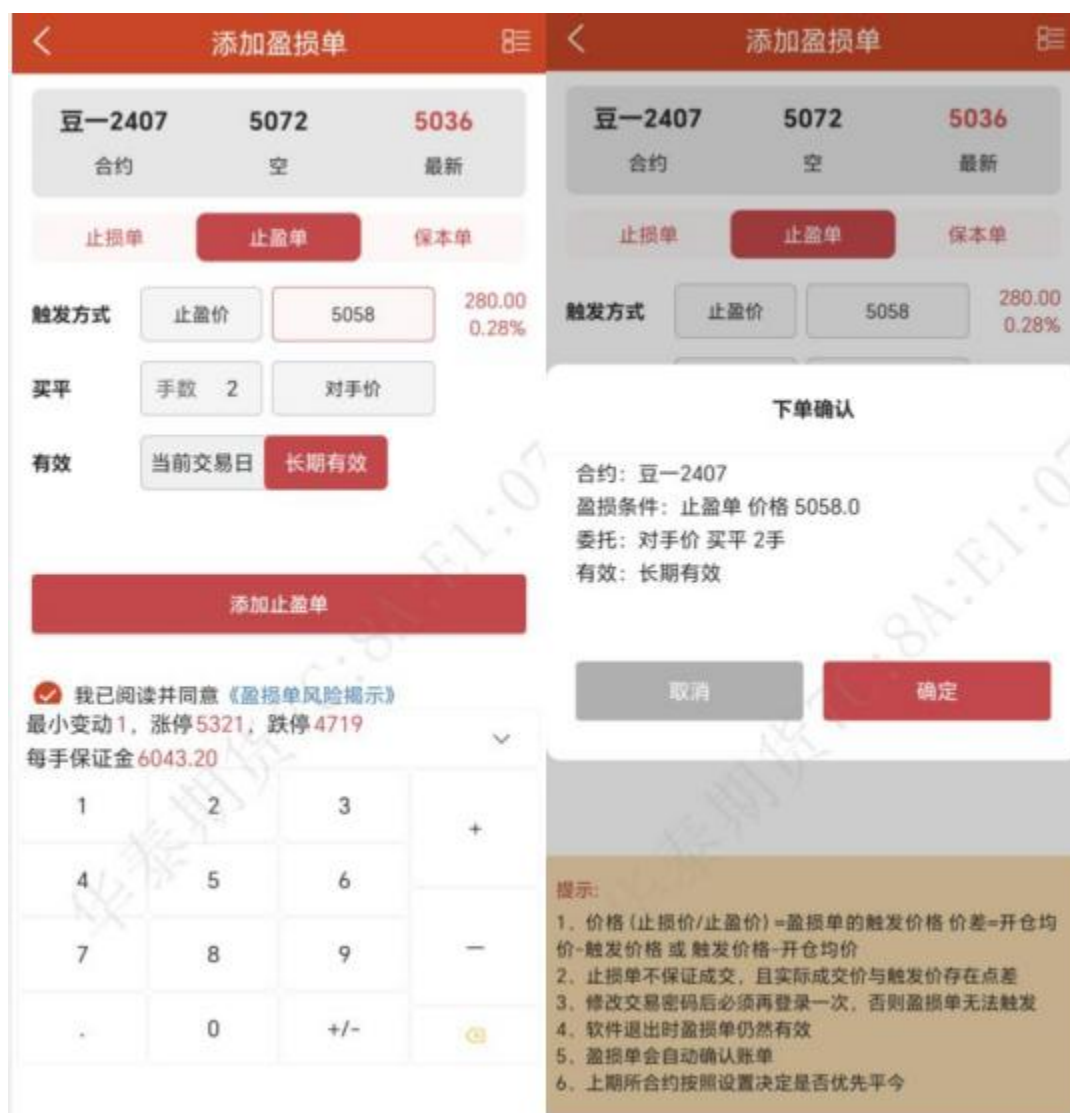 添加盈损单
豆一2407 5072 5036
合约 空 最新
止损单 止盈单 保本单
触发方式 止盈价 5058 280.00
0.28%
买平 手数 2 对手价
有效 当前交易日 长期有效
添加止盈单
我已阅读并同意《盈损单风险揭示》
最小变动1，涨停5321，跌停4719
每手保证金6043.20
1 2 3 +
4 5 6
7 8 9 —
. 0 +/-
添加盈损单
豆一2407 5072 5036
合约 空 最新
止损单 止盈单 保本单
触发方式 止盈价 5058 280.00
0.28%
下单确认
合约：豆一2407
盈损条件：止盈单 价格 5058.0
委托：对手价 买平 2手
有效：长期有效
取消 确定
提示:
1、价格(止损价/止盈价)=盈损单的触发价格 价差=开仓均
价-触发价格 或 触发价格-开仓均价
2、止损单不保证成交，且实际成交价与触发价存在点差
3、修改交易密码后必须再登录一次，否则盈损单无法触发
4、软件退出时盈损单仍然有效
5、盈损单会自动确认账单
6、上期所合约按照设置决定是否优先平今